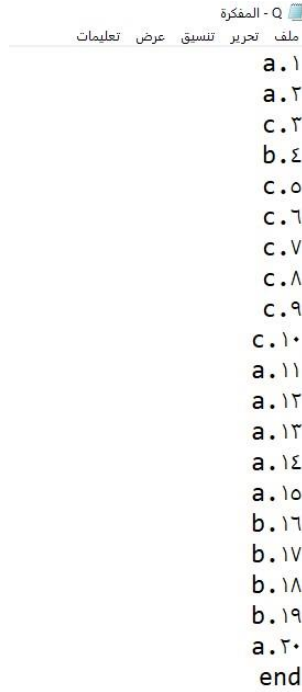 Q - المفكرة
ملف تحرير تنسيق عرض تعليمات
١.a
٢.a
٣.c
٤.b
٥.c
٦.c
٧.c
٨.c
٩.c
١٠.c
١١.a
١٢.a
١٣.a
١٤.a
١٥.a
١٦.b
١٧.b
١٨.b
١٩.b
٢٠.a
end